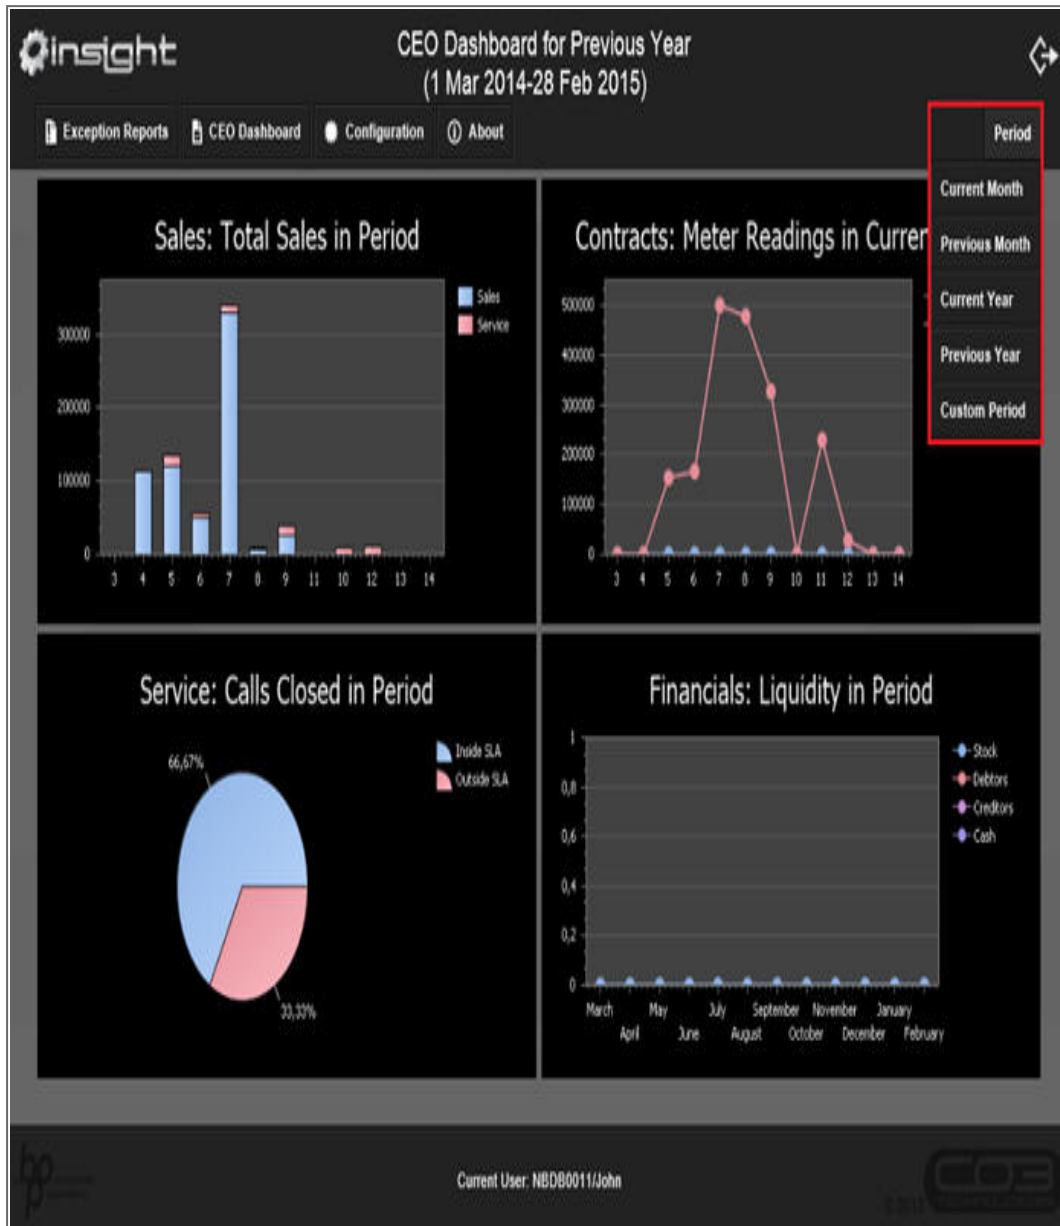 insight
CEO Dashboard for Previous Year
(1 Mar 2014-28 Feb 2015)
Exception Reports
CEO Dashboard
Configuration
About
Period
Current Month
Previous Month
Current Year
Previous Year
Custom Period
Sales: Total Sales in Period
Sales
Service
300000
200000
100000
0
3 4 5 6 7 8 9 11 10 12 13 14
Contracts: Meter Readings in Curren
500000
400000
300000
200000
100000
0
3 4 5 6 7 8 9 10 11 12 13 14
Service: Calls Closed in Period
Inside SLA
Outside SLA
66,67%
33,33%
Financials: Liquidity in Period
Stock
Debtors
Creditors
Cash
1
0,8
0,6
0,4
0,2
0
March May July September November January
April June August October December February
bpo
Current User: NBDB0011/John
CO3